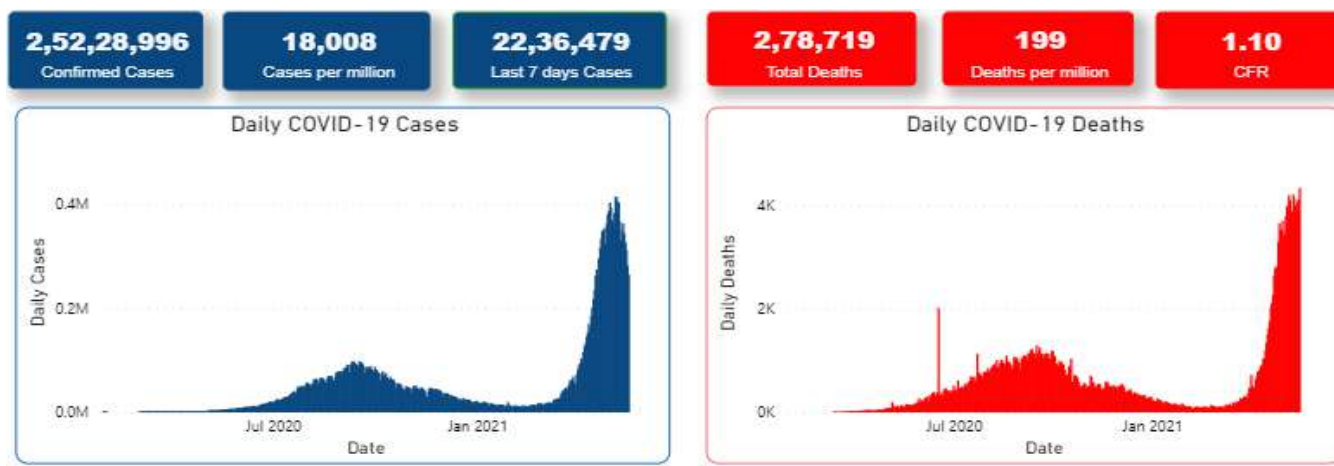 2,52,28,996
Confirmed Cases
18,008
Cases per million
22,36,479
Last 7 days Cases
2,78,719
Total Deaths
199
Deaths per million
1.10
CFR
Daily COVID-19 Cases
0.4M
0.2M
0.0M
Daily Cases
Jul 2020
Jan 2021
Date
Daily COVID-19 Deaths
4K
2K
0K
Daily Deaths
Jul 2020
Jan 2021
Date